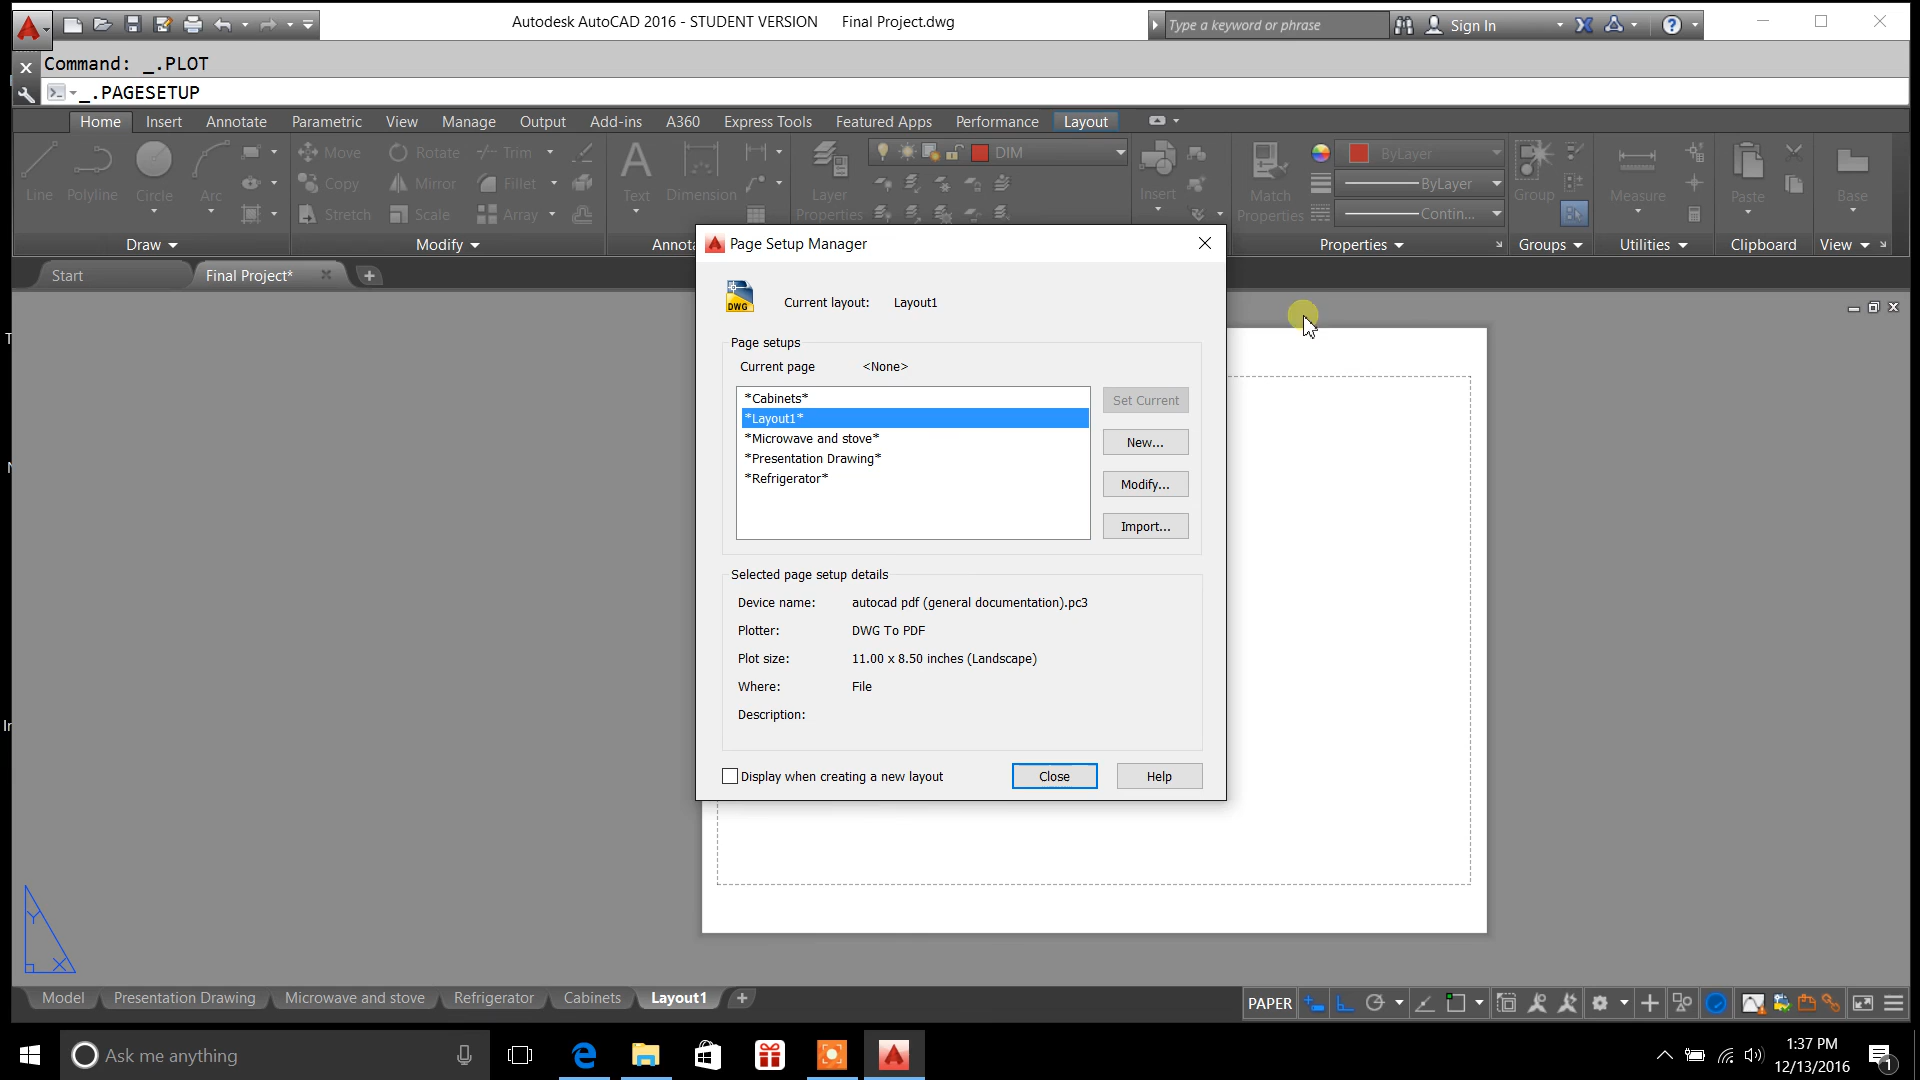 Autodesk AutoCAD 2016 - STUDENT VERSION Final Project.dwg
Type a keyword or phrase
Sign In
Command: _.PLOT
_.PAGESETUP
Home Insert Annotate Parametric View Manage Output Add-ins A360 Express Tools Featured Apps Performance Layout
Move Rotate Trim DIM ByLayer
Copy Mirror Fillet ByLayer
Line Polyline Circle Arc Text Dimension Layer Properties Insert Match Properties Group Measure Paste Base
Stretch Scale Array Contin...
Draw Modify Annota Properties Groups Utilities Clipboard View
Start Final Project*
Page Setup Manager
DWG
Current layout: Layout1
Page setups
Current page <None>
*Cabinets*
*Layout1*
*Microwave and stove*
*Presentation Drawing*
*Refrigerator*
Set Current
New...
Modify...
Import...
Selected page setup details
Device name: autocad pdf (general documentation).pc3
Plotter: DWG To PDF
Plot size: 11.00 x 8.50 inches (Landscape)
Where: File
Description:
Display when creating a new layout
Close
Help
Y
X
Model Presentation Drawing Microwave and stove Refrigerator Cabinets Layout1
PAPER
Ask me anything
1:37 PM
12/13/2016
1